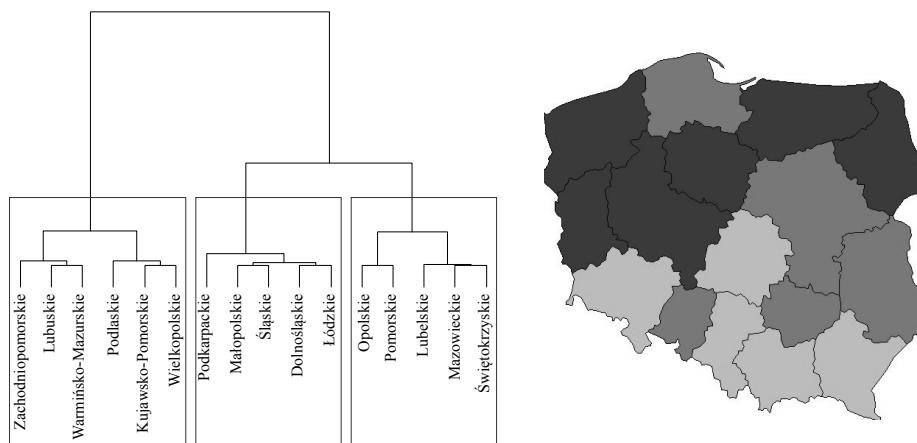 Zachodniopomorskie
Lubuskie
Warmińsko-Mazurskie
Podlaskie
Kujawsko-Pomorskie
Wielkopolskie
Podkarpackie
Małopolskie
Śląskie
Dolnośląskie
Łódzkie
Opolskie
Pomorskie
Lubelskie
Mazowieckie
Świętokrzyskie